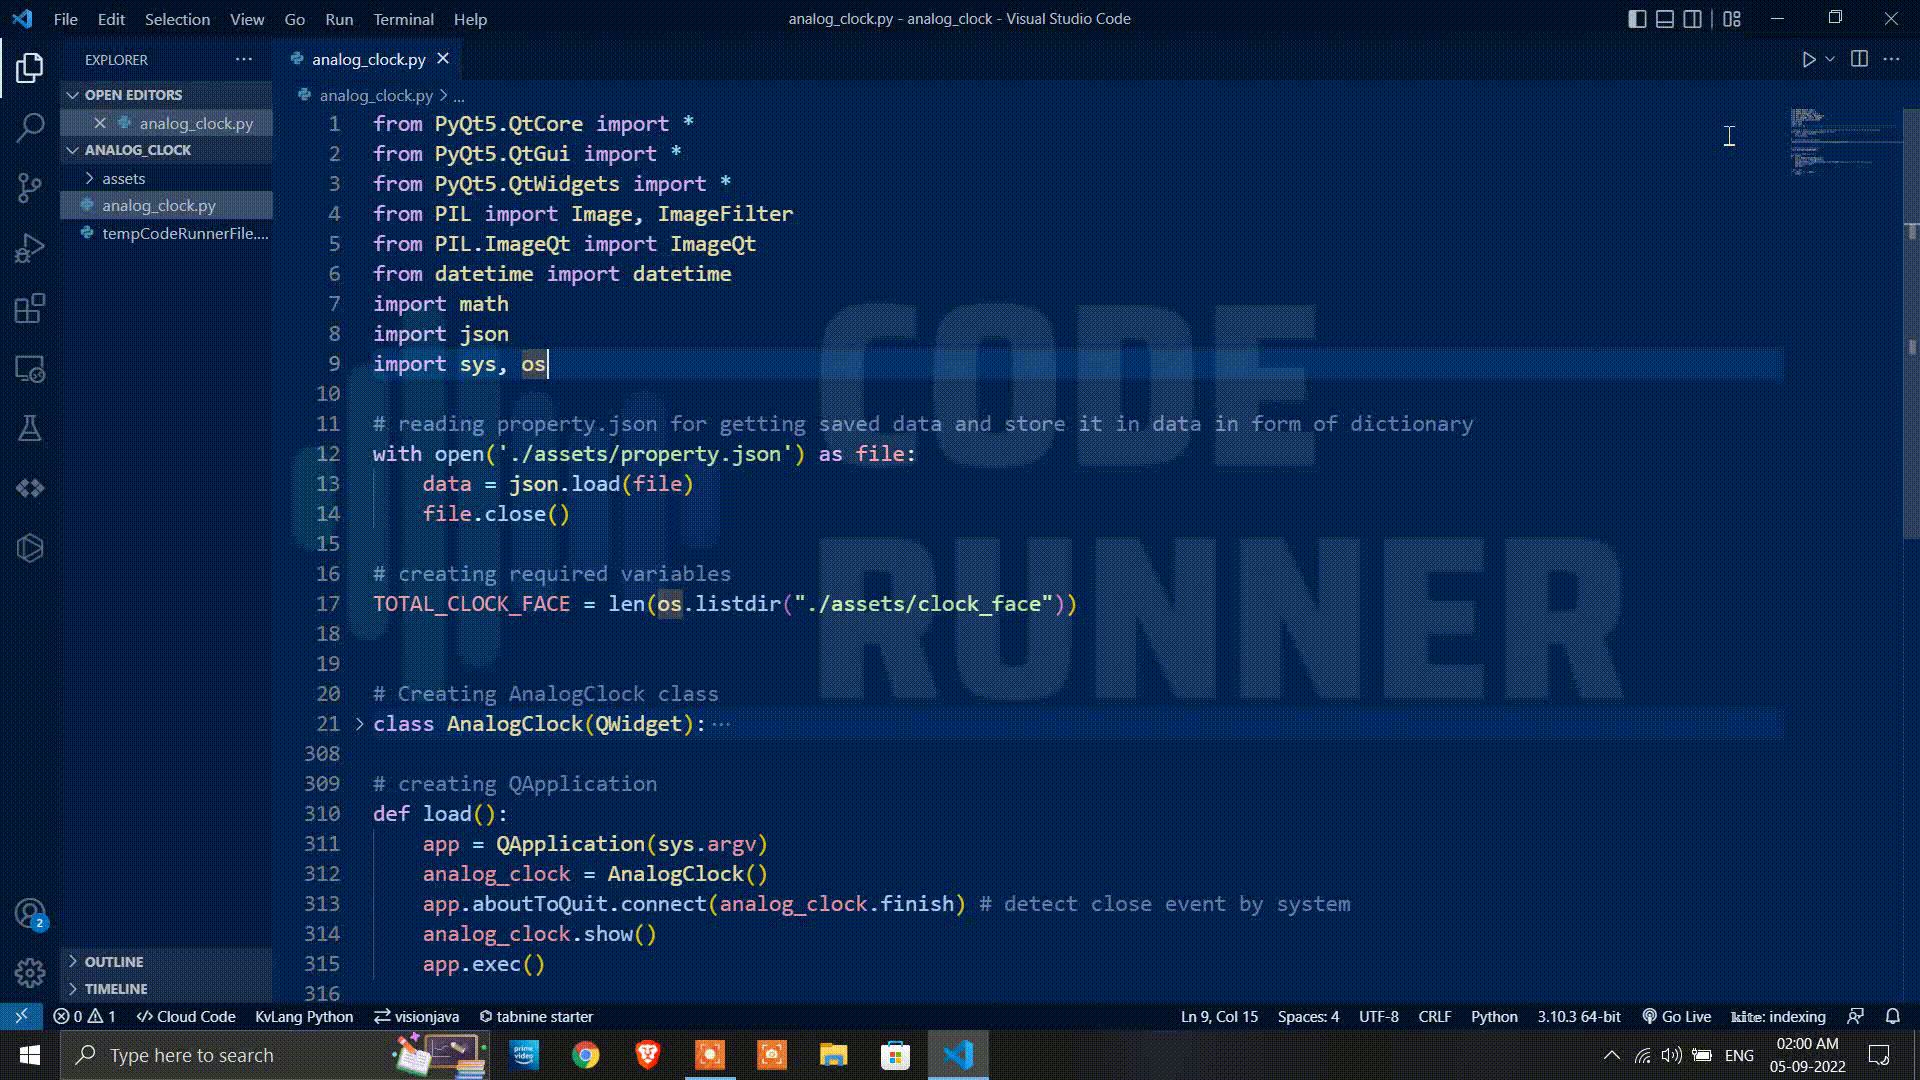 File Edit Selection View Go Run Terminal Help
analog_clock.py - analog_clock - Visual Studio Code
EXPLORER
OPEN EDITORS
analog_clock.py
ANALOG_CLOCK
assets
analog_clock.py
tempCodeRunnerFile....
OUTLINE
TIMELINE
analog_clock.py
analog_clock.py > ...
1 from PyQt5.QtCore import *
2 from PyQt5.QtGui import *
3 from PyQt5.QtWidgets import *
4 from PIL import Image, ImageFilter
5 from PIL.ImageQt import ImageQt
6 from datetime import datetime
7 import math
8 import json
9 import sys, os
10
11 # reading property.json for getting saved data and store it in data in form of dictionary
12 with open('./assets/property.json') as file:
13     data = json.load(file)
14     file.close()
15
16 # creating required variables
17 TOTAL_CLOCK_FACE = len(os.listdir("./assets/clock_face"))
18
19
20 # Creating AnalogClock class
21 class AnalogClock(QWidget): ...
308
309 # creating QApplication
310 def load():
311     app = QApplication(sys.argv)
312     analog_clock = AnalogClock()
313     app.aboutToQuit.connect(analog_clock.finish) # detect close event by system
314     analog_clock.show()
315     app.exec()
316
CODE
RUNNER
2
0 1 Cloud Code KvLang Python visionjava tabnine starter
Ln 9, Col 15 Spaces: 4 UTF-8 CRLF Python 3.10.3 64-bit Go Live kite: indexing
Type here to search
prime video
ENG
02:00 AM
05-09-2022